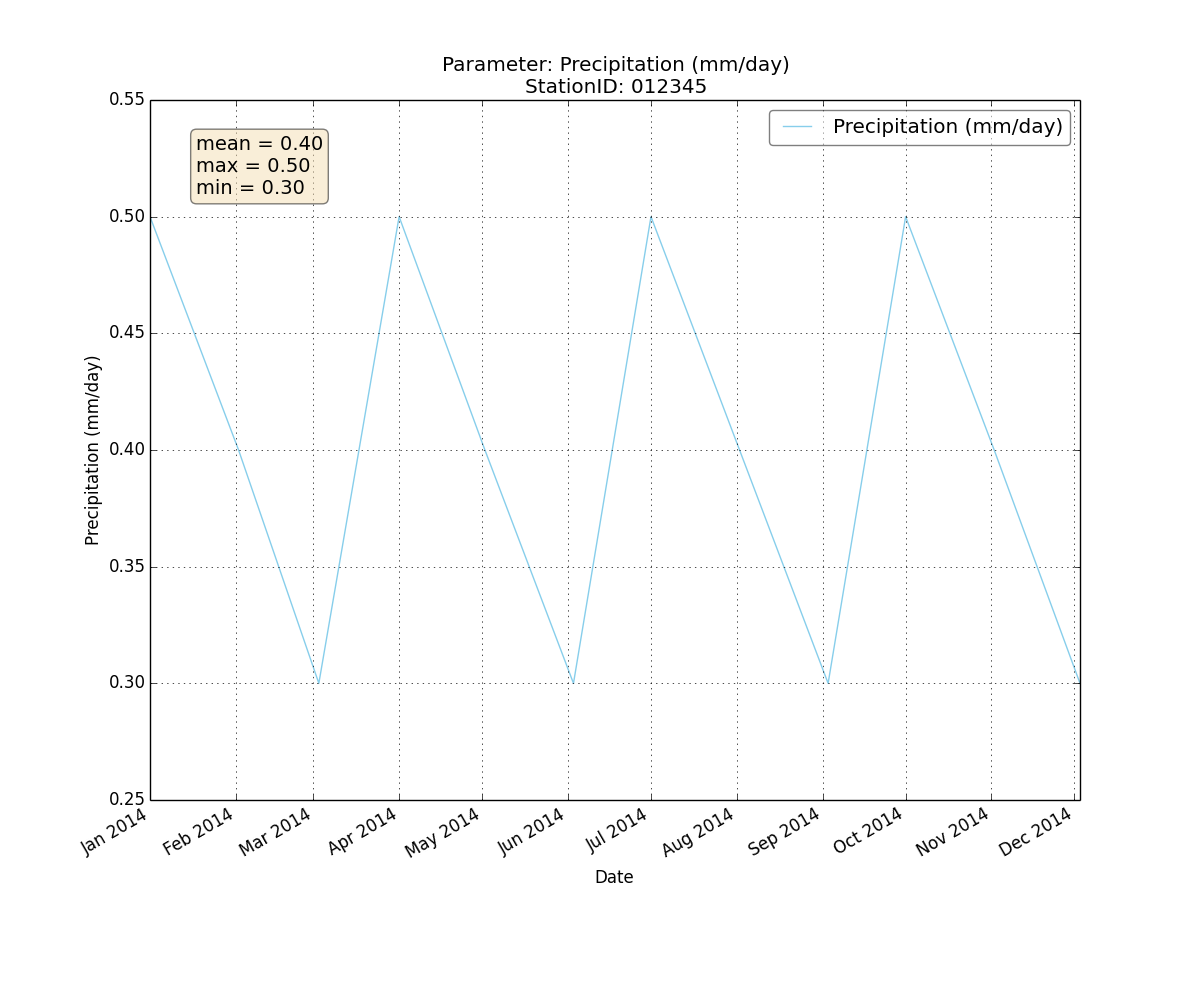 Parameter: Precipitation (mm/day)
StationID: 012345
Precipitation (mm/day)
mean = 0.40
max = 0.50
min = 0.30
0.55
0.50
0.45
0.40
0.35
0.30
0.25
Precipitation (mm/day)
Jan 2014
Feb 2014
Mar 2014
Apr 2014
May 2014
Jun 2014
Jul 2014
Aug 2014
Sep 2014
Oct 2014
Nov 2014
Dec 2014
Date